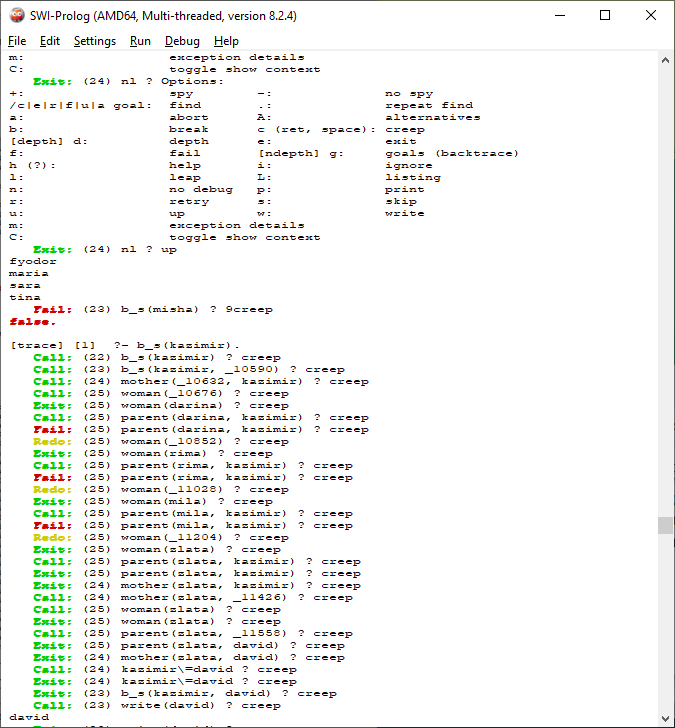 SWI-Prolog (AMD64, Multi-threaded, version 8.2.4)
File Edit Settings Run Debug Help
m: exception details
C: toggle show context
Exit: (24) nl ? Options:
+: spy -: no spy
/c|e|r|f|u|a goal: find .: repeat find
a: abort A: alternatives
b: break c (ret, space): creep
[depth] d: depth e: exit
f: fail [ndepth] g: goals (backtrace)
h (?): help i: ignore
l: leap L: listing
n: no debug p: print
r: retry s: skip
u: up w: write
m: exception details
C: toggle show context
Exit: (24) nl ? up
fyodor
maria
sara
tina
Fail: (23) b_s(misha) ? 9creep
false.
[trace] [1] ?- b_s(kazimir).
Call: (22) b_s(kazimir) ? creep
Call: (23) b_s(kazimir, _10590) ? creep
Call: (24) mother(_10632, kazimir) ? creep
Call: (25) woman(_10676) ? creep
Exit: (25) woman(darina) ? creep
Call: (25) parent(darina, kazimir) ? creep
Fail: (25) parent(darina, kazimir) ? creep
Redo: (25) woman(_10852) ? creep
Exit: (25) woman(rima) ? creep
Call: (25) parent(rima, kazimir) ? creep
Fail: (25) parent(rima, kazimir) ? creep
Redo: (25) woman(_11028) ? creep
Exit: (25) woman(mila) ? creep
Call: (25) parent(mila, kazimir) ? creep
Fail: (25) parent(mila, kazimir) ? creep
Redo: (25) woman(_11204) ? creep
Exit: (25) woman(zlata) ? creep
Call: (25) parent(zlata, kazimir) ? creep
Exit: (25) parent(zlata, kazimir) ? creep
Exit: (24) mother(zlata, kazimir) ? creep
Call: (24) mother(zlata, _11426) ? creep
Call: (25) woman(zlata) ? creep
Exit: (25) woman(zlata) ? creep
Call: (25) parent(zlata, _11558) ? creep
Exit: (25) parent(zlata, david) ? creep
Exit: (24) mother(zlata, david) ? creep
Call: (24) kazimir\=david ? creep
Exit: (24) kazimir\=david ? creep
Exit: (23) b_s(kazimir, david) ? creep
Call: (23) write(david) ? creep
david